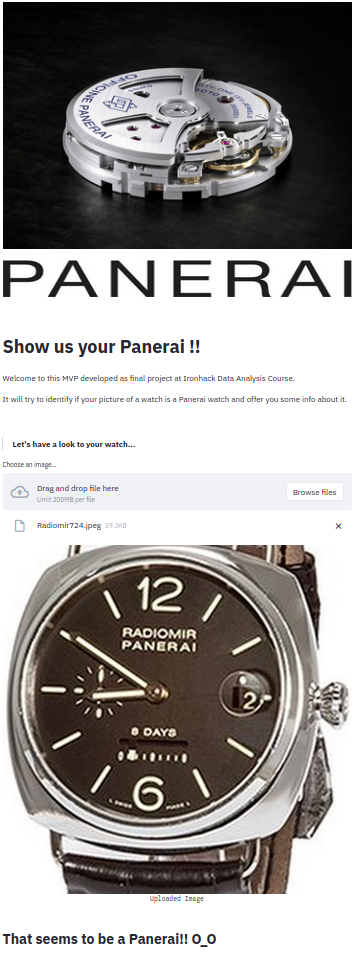 OFFICINE PANERAI
PANERAI
Show us your Panerai !!
Welcome to this MVP developed as final project at Ironhack Data Analysis Course.
It will try to identify if your picture of a watch is a Panerai watch and offer you some info about it.
Let's have a look to your watch...
Choose an image...
Drag and drop file here
Limit 200MB per file
Browse files
Radiomir724.jpeg 29.3KB
12
RADIOMIR
PANERAI
2
8 DAYS
6
Uploaded Image
That seems to be a Panerai!! O_O